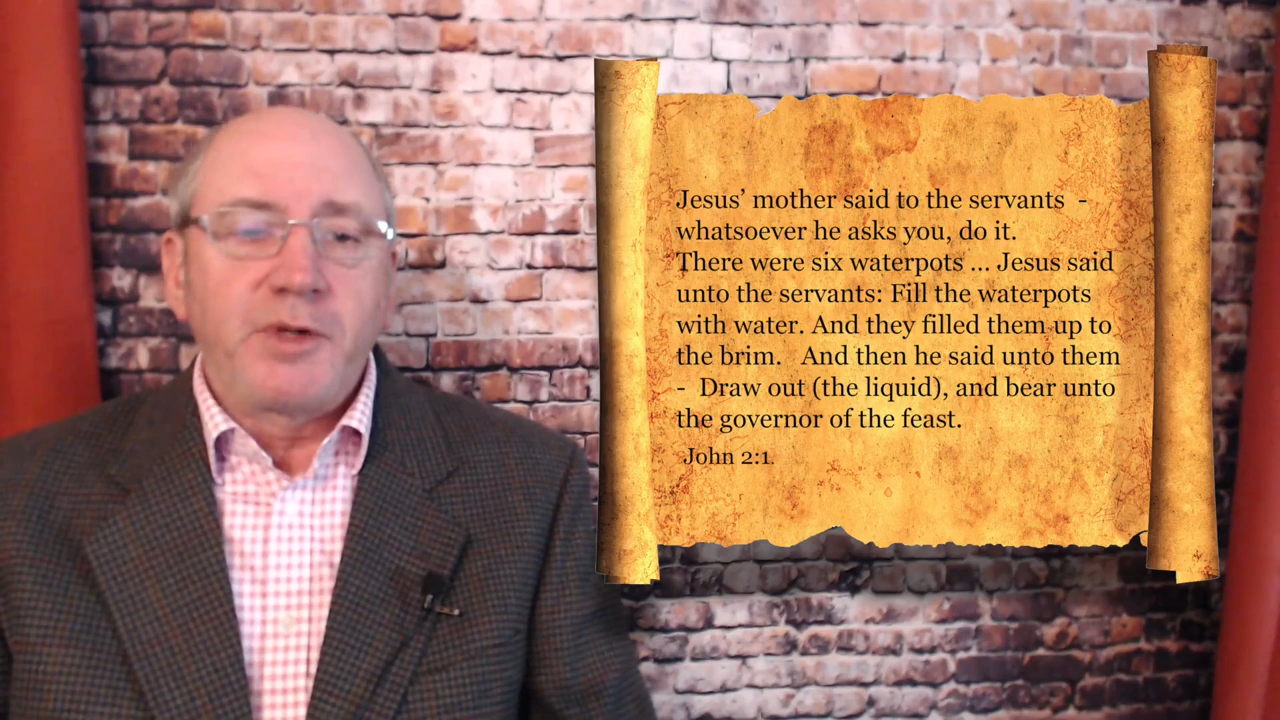 Jesus’ mother said to the servants -
whatsoever he asks you, do it.
There were six waterpots ... Jesus said
unto the servants: Fill the waterpots
with water. And they filled them up to
the brim. And then he said unto them
- Draw out (the liquid), and bear unto
the governor of the feast.
John 2:1.